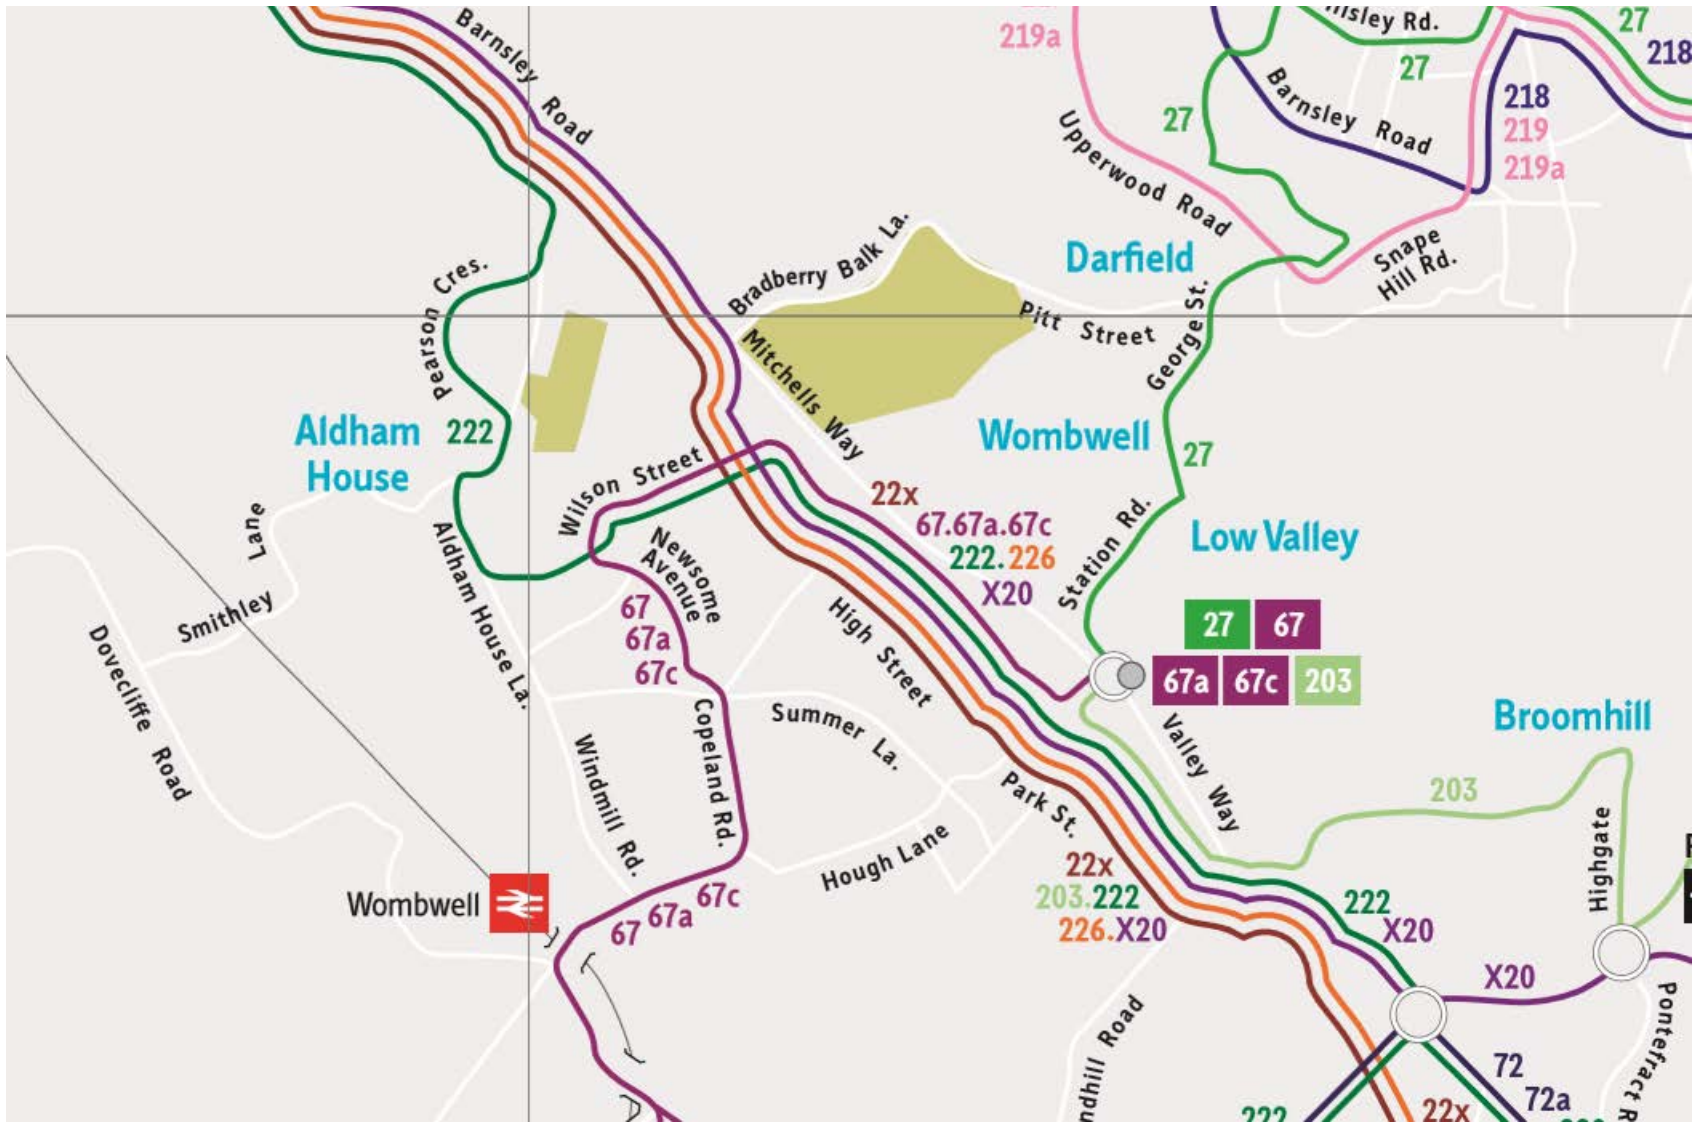 Barnsley
Road
219a
27
218
27
Barnsley Road
218
219
219a
27
Upperwood Road
Snape
Hill Rd.
Darfield
Bradberry Balk La.
Pitt Street
George St.
Pearson Cres.
Mitchells Way
Aldham
House
222
Wombwell
27
Wilson Street
22x
67.67a.67c
222.226
X20
Low Valley
Station Rd.
Smithley Lane
Newsome
Avenue
Aldham House La.
67
67a
67c
High Street
27 67
67a 67c 203
Dovecliffe Road
Copeland Rd.
Summer La.
Windmill Rd.
Valley Way
Broomhill
203
Park St.
Hough Lane
Highgate
Wombwell
67 67a 67c
22x
203.222
226.X20
222
X20
X20
Road
72
72a
222
22x